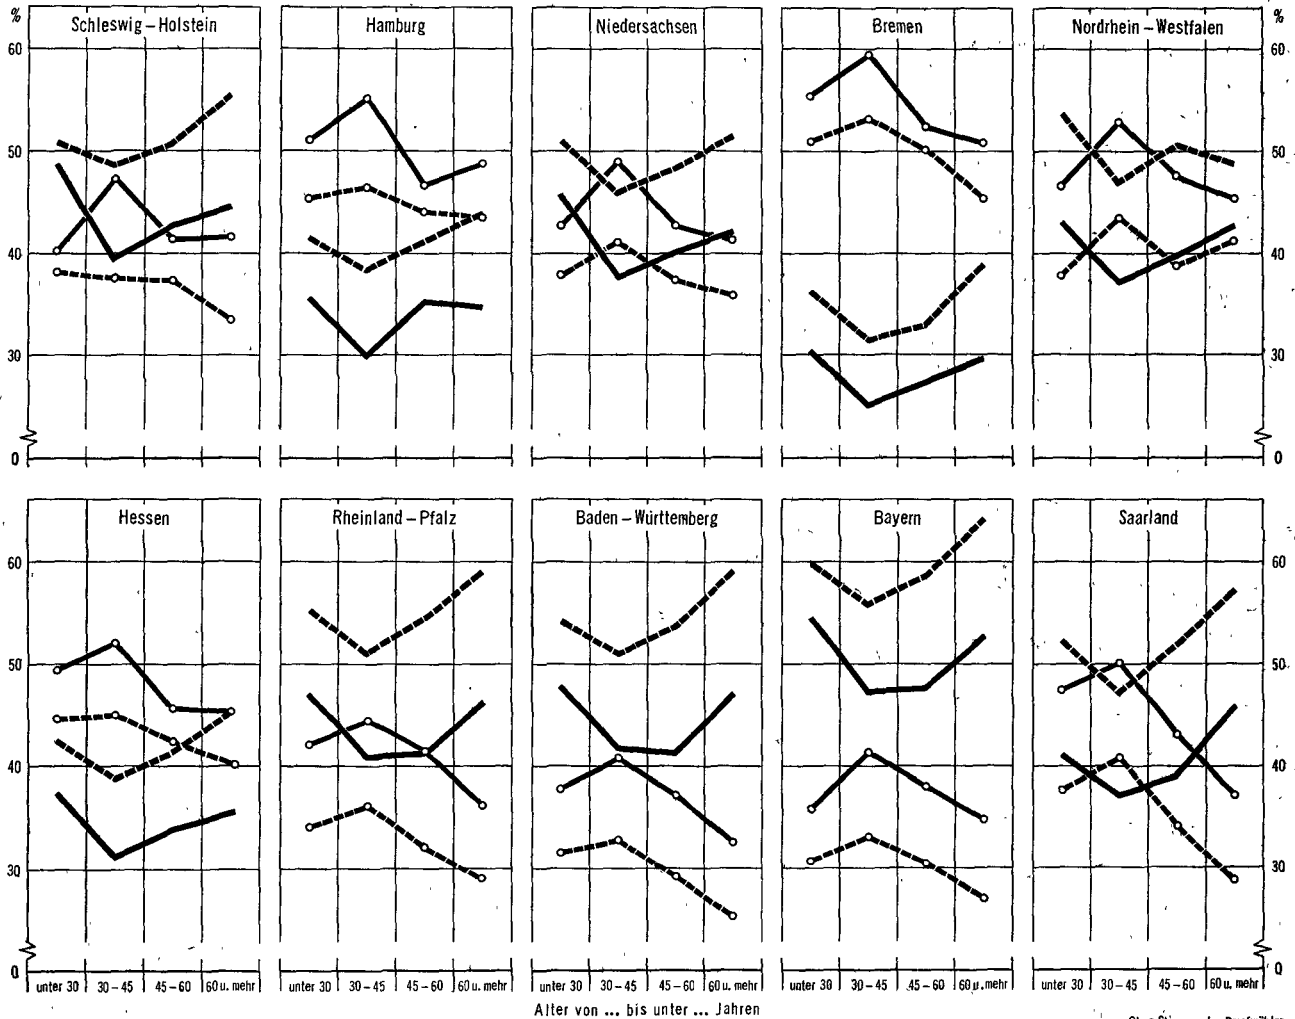 % Schleswig – Holstein Hamburg Niedersachsen Bremen Nordrhein – Westfalen %
60 60
50 50
40 40
30 30
0 0
Hessen Rheinland – Pfalz Baden – Württemberg Bayern Saarland
60 60
50 50
40 40
30 30
0 0
unter 30 30 – 45 45 – 60 60 u. mehr unter 30 30 – 45 45 – 60 60 u. mehr unter 30 30 – 45 45 – 60 60 u. mehr unter 30 30 – 45 45 – 60 60 u. mehr unter 30 30 – 45 45 – 60 60 u. mehr
Alter von ... bis unter ... Jahren